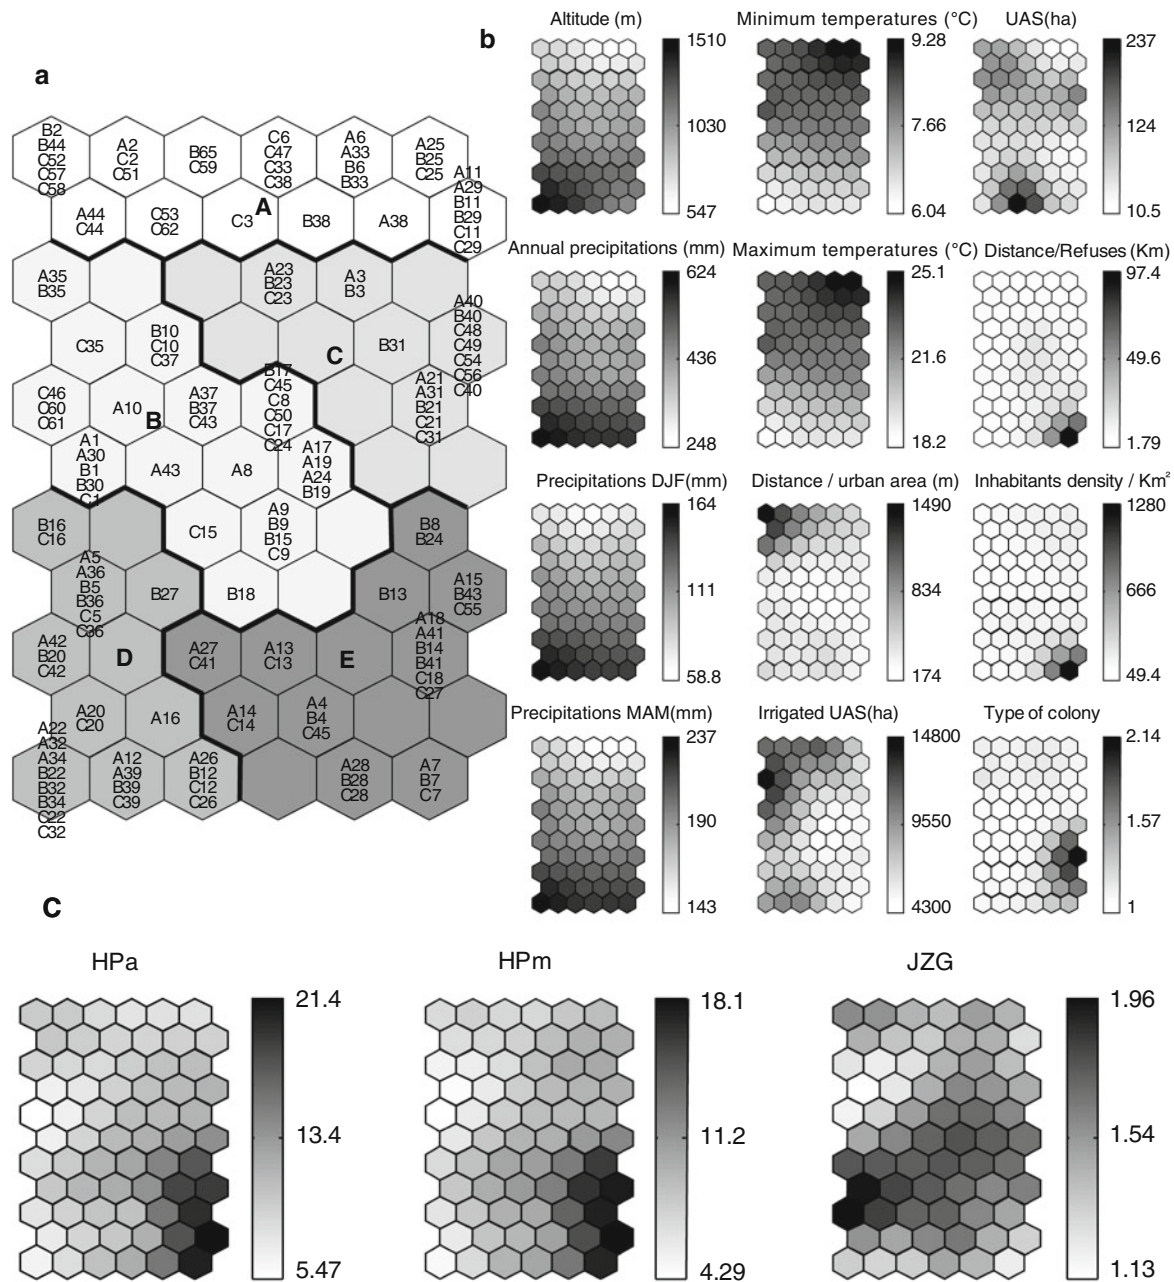 a
B2
B44
C52
C57
C58
A2
C2
C51
B65
C59
C6
C47
C33
C38
A6
A33
B6
B33
A25
B25
C25
A44
C44
C53
C62
C3
A
B38
A38
A11
A29
B11
B29
C11
C29
A35
B35
A23
B23
C23
A3
B3
C35
B10
C10
C37
C
B31
A40
B40
C48
C49
C54
C56
C40
C46
C60
C61
A10
B
A37
B37
C43
B17
C45
C8
C50
C17
C24
A21
A31
B21
C21
C31
A1
A30
B1
B30
C1
A43
A8
A17
A19
A24
B19
B16
C16
C15
A9
B9
B15
C9
B8
B24
A5
A36
B5
B36
C5
C36
B27
B18
B13
A15
B43
C55
A42
B20
C42
D
A27
C41
A13
C13
E
A18
A41
B14
B41
C18
C27
A20
C20
A16
A14
C14
A4
B4
C45
A22
A32
A34
B22
B32
B34
C22
C32
A12
A39
B39
C39
A26
B12
C12
C26
A28
B28
C28
A7
B7
C7
b
Altitude (m)
1510
1030
547
Minimum temperatures (°C)
9.28
7.66
6.04
UAS(ha)
237
124
10.5
Annual precipitations (mm)
624
436
248
Maximum temperatures (°C)
25.1
21.6
18.2
Distance/Refuses (Km)
97.4
49.6
1.79
Precipitations DJF(mm)
164
111
58.8
Distance / urban area (m)
1490
834
174
Inhabitants density / Km²
1280
666
49.4
Precipitations MAM(mm)
237
190
143
Irrigated UAS(ha)
14800
9550
4300
Type of colony
2.14
1.57
1
C
HPa
21.4
13.4
5.47
HPm
18.1
11.2
4.29
JZG
1.96
1.54
1.13